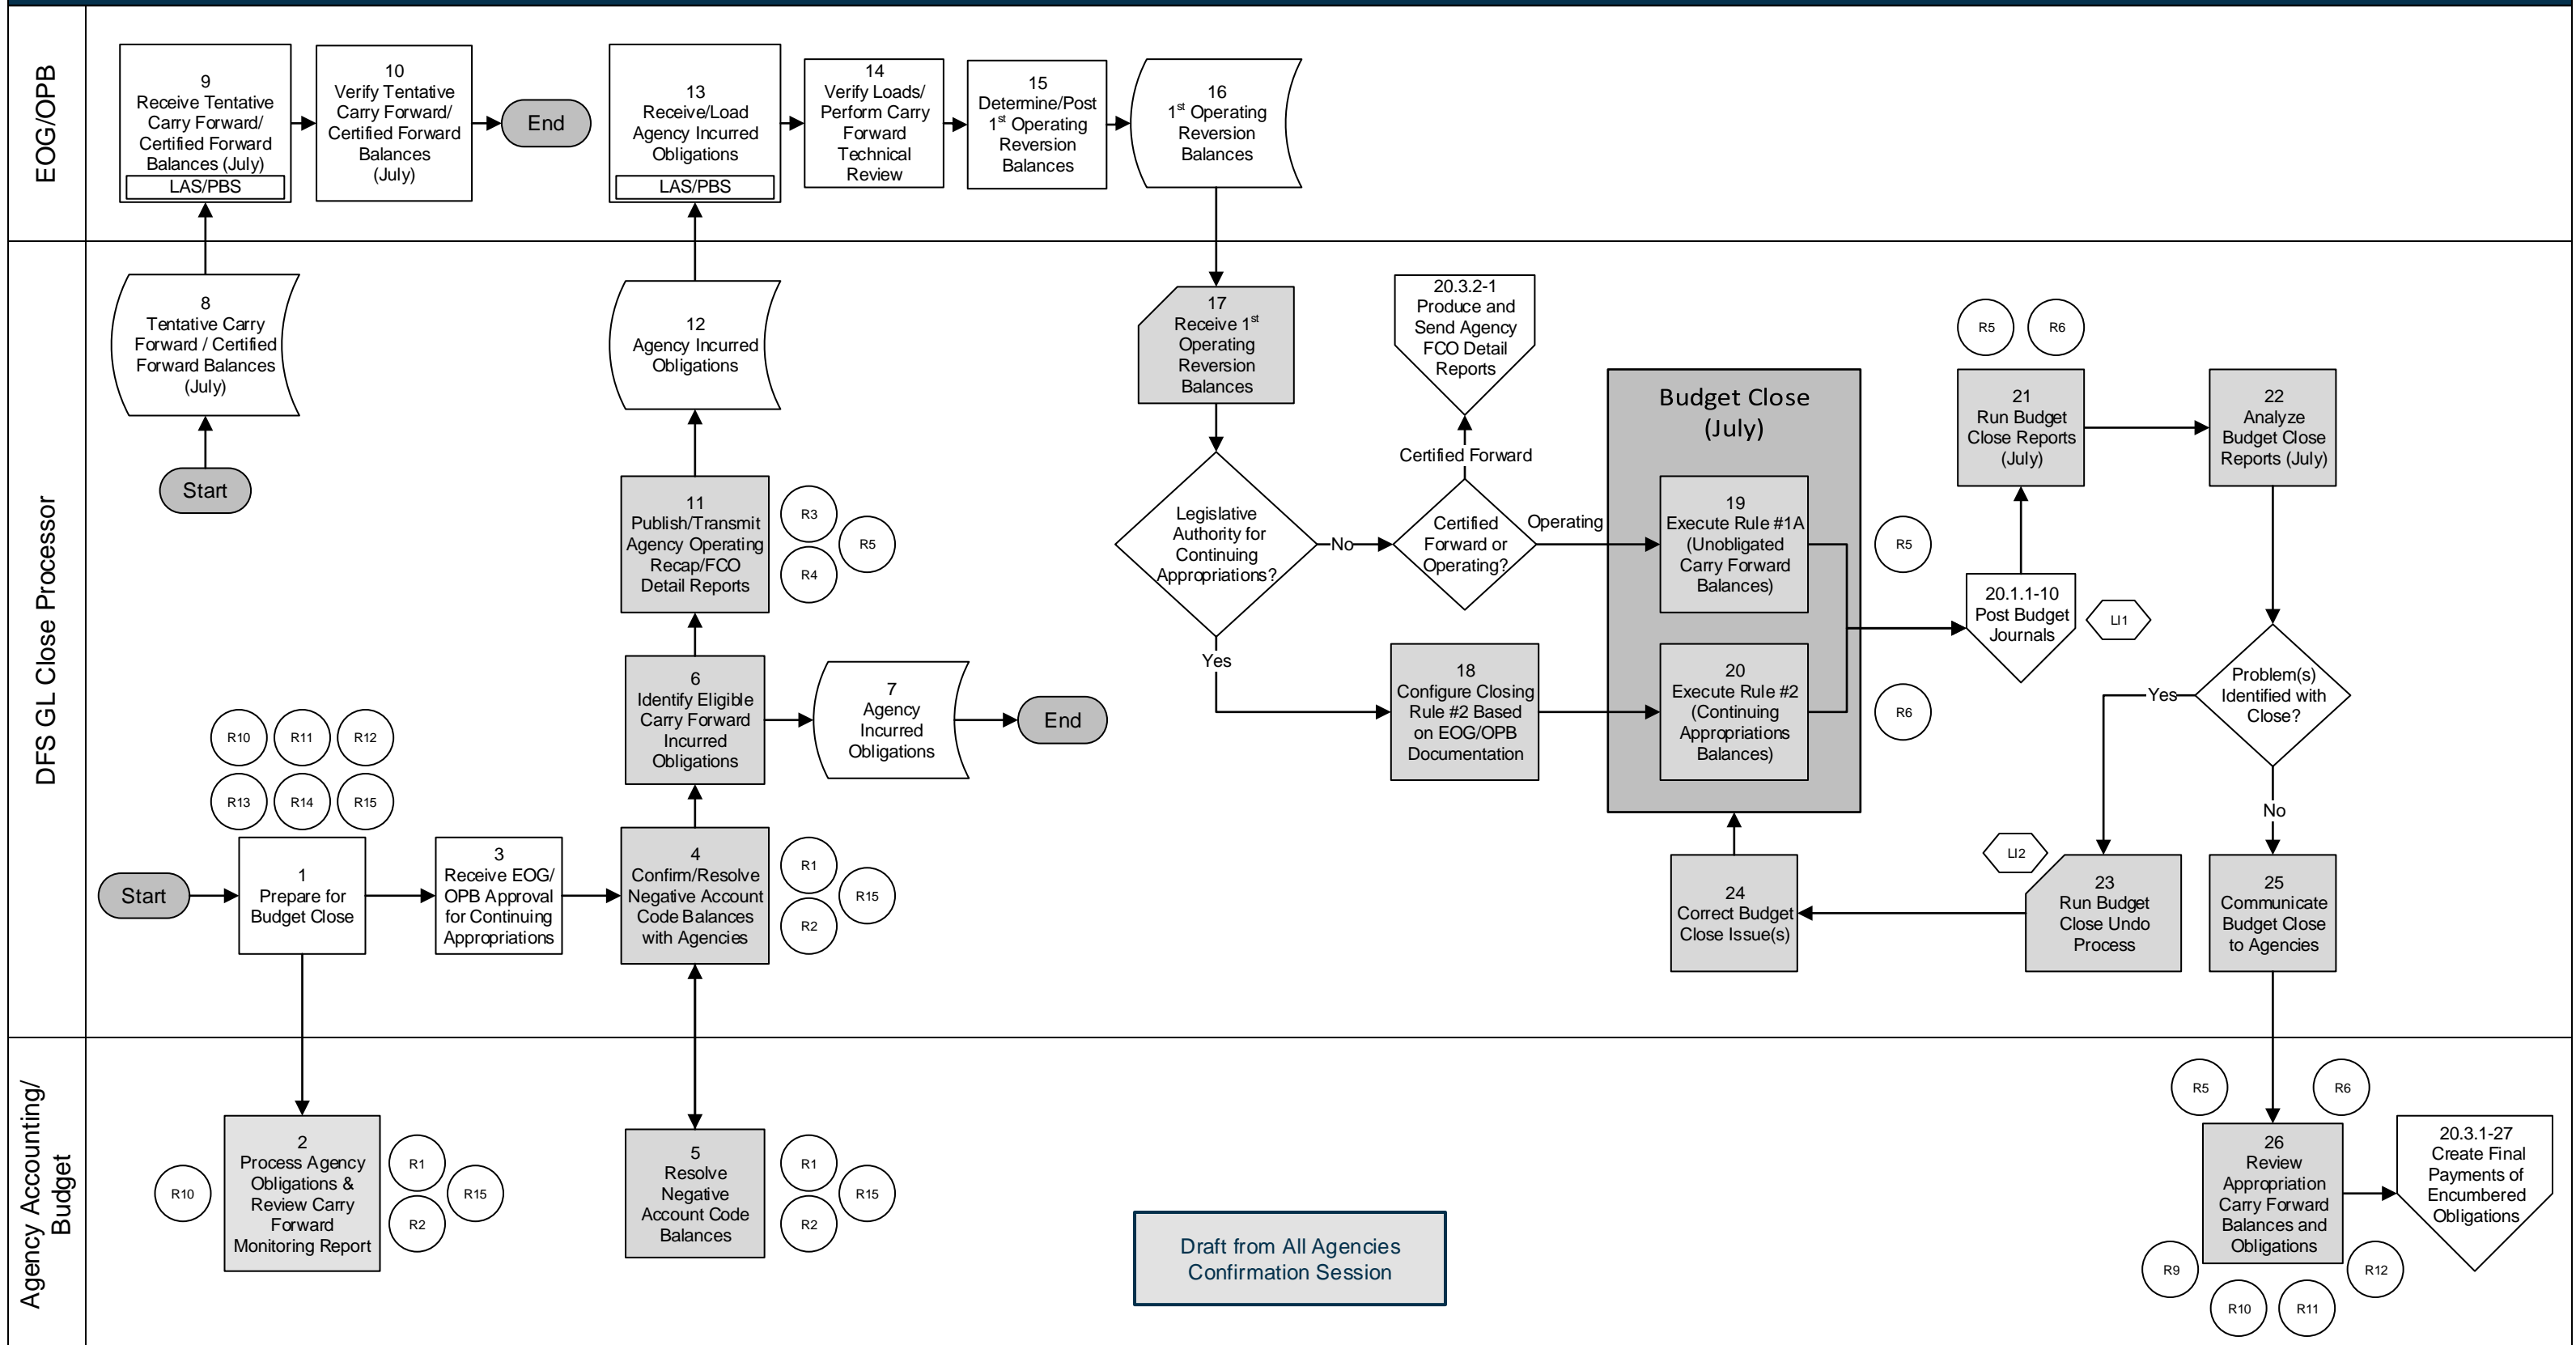 EOG/OPB
9
Receive Tentative
Carry Forward/
Certified Forward
Balances (July)
LAS/PBS
10
Verify Tentative
Carry Forward/
Certified Forward
Balances
(July)
End
13
Receive/Load
Agency Incurred
Obligations
LAS/PBS
14
Verify Loads/
Perform Carry
Forward
Technical
Review
15
Determine/Post
1st Operating
Reversion
Balances
16
1st Operating
Reversion
Balances
DFS GL Close Processor
8
Tentative Carry
Forward / Certified
Forward Balances
(July)
Start
12
Agency Incurred
Obligations
11
Publish/Transmit
Agency Operating
Recap/FCO
Detail Reports
R3
R5
R4
6
Identify Eligible
Carry Forward
Incurred
Obligations
7
Agency
Incurred
Obligations
End
R10
R11
R12
R13
R14
R15
Start
1
Prepare for
Budget Close
3
Receive EOG/
OPB Approval
for Continuing
Appropriations
4
Confirm/Resolve
Negative Account
Code Balances
with Agencies
R1
R15
R2
17
Receive 1st
Operating
Reversion
Balances
Legislative
Authority for
Continuing
Appropriations?
No
Yes
20.3.2-1
Produce and
Send Agency
FCO Detail
Reports
Certified Forward
Certified
Forward or
Operating?
Operating
18
Configure Closing
Rule #2 Based
on EOG/OPB
Documentation
Budget Close
(July)
19
Execute Rule #1A
(Unobligated
Carry Forward
Balances)
20
Execute Rule #2
(Continuing
Appropriations
Balances)
R5
R6
20.1.1-10
Post Budget
Journals
LI1
R5
R6
21
Run Budget
Close Reports
(July)
22
Analyze
Budget Close
Reports (July)
Problem(s)
Identified with
Close?
Yes
No
LI2
23
Run Budget
Close Undo
Process
24
Correct Budget
Close Issue(s)
25
Communicate
Budget Close
to Agencies
Agency Accounting/
Budget
R10
2
Process Agency
Obligations &
Review Carry
Forward
Monitoring Report
R1
R15
R2
5
Resolve
Negative
Account Code
Balances
R1
R15
R2
Draft from All Agencies
Confirmation Session
R5
R6
26
Review
Appropriation
Carry Forward
Balances and
Obligations
R9
R10
R11
R12
20.3.1-27
Create Final
Payments of
Encumbered
Obligations